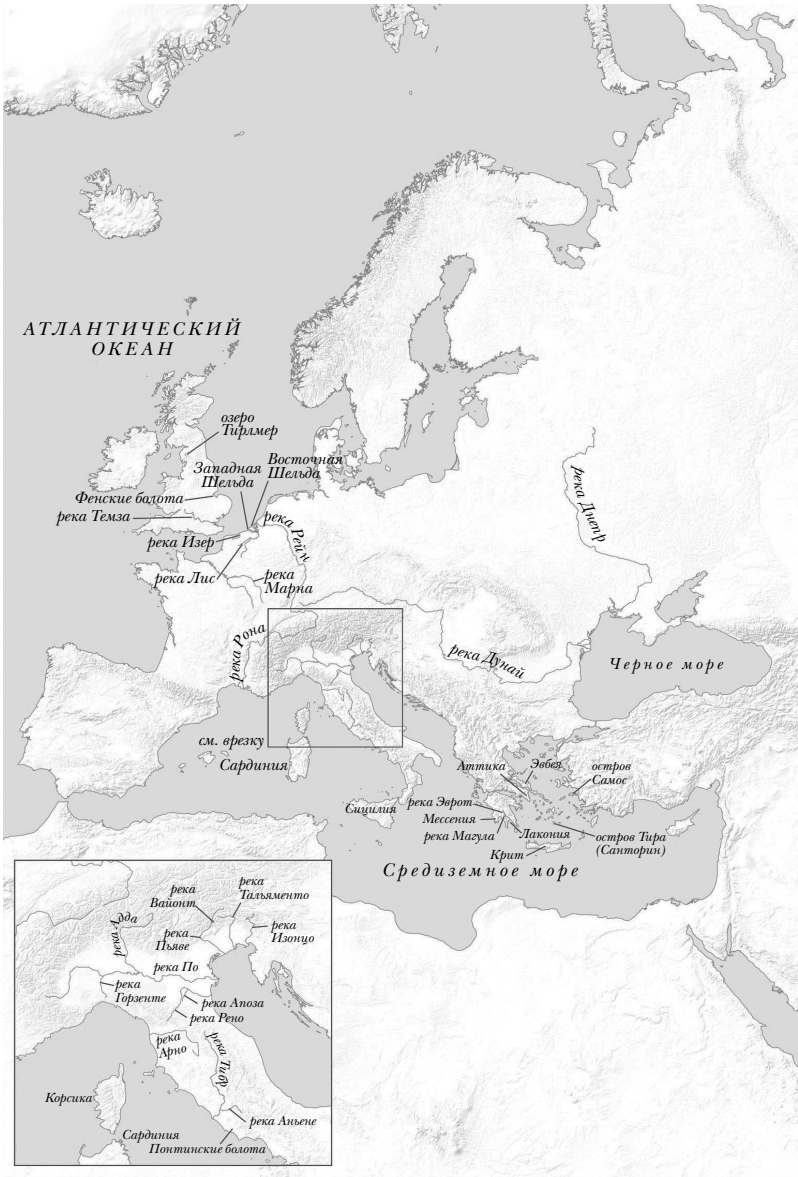 АТЛАНТИЧЕСКИЙ
ОКЕАН
озеро
Тирлмер
Западная
Шельда
Восточная
Шельда
Фенские болота
река Темза
река Изер
река Рейн
река Лис
река
Марна
река Днепр
река Рона
река Дунай
Черное море
см. врезку
Сардиния
Сицилия
Аттика
Эвбея
остров
Самос
река Эврот
Мессения
река Магула
Лакония
остров Тира
(Санторин)
Крит
Средиземное море
река
Вайонт
река
Тальяменто
река Адда
река
Пьяве
река
Изонцо
река По
река
Горзенте
река Апоза
река Рено
река
Арно
река Тибр
Корсика
река Аньене
Сардиния
Понтинские болота